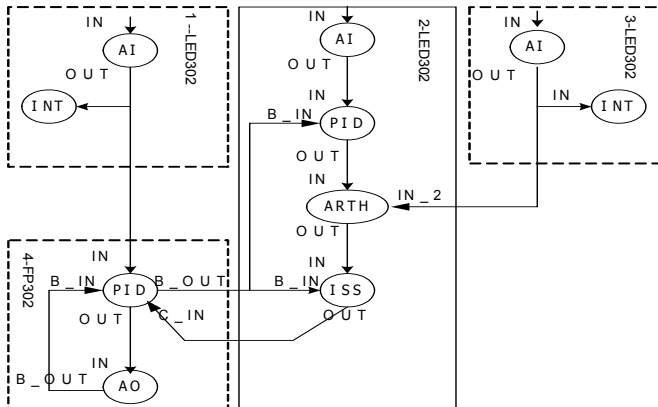 IN
AI
OUT
INT
1 --LED302
IN
AI
OUT
2-LED302
IN
AI
OUT
3-LED302
IN
INT
B_IN
IN
PID
OUT
IN
ARTH
IN_2
OUT
4-FP302
IN
B_IN
PID
B_OUT
OUT
C_IN
IN
B_IN
ISS
OUT
IN
B_OUT
AO